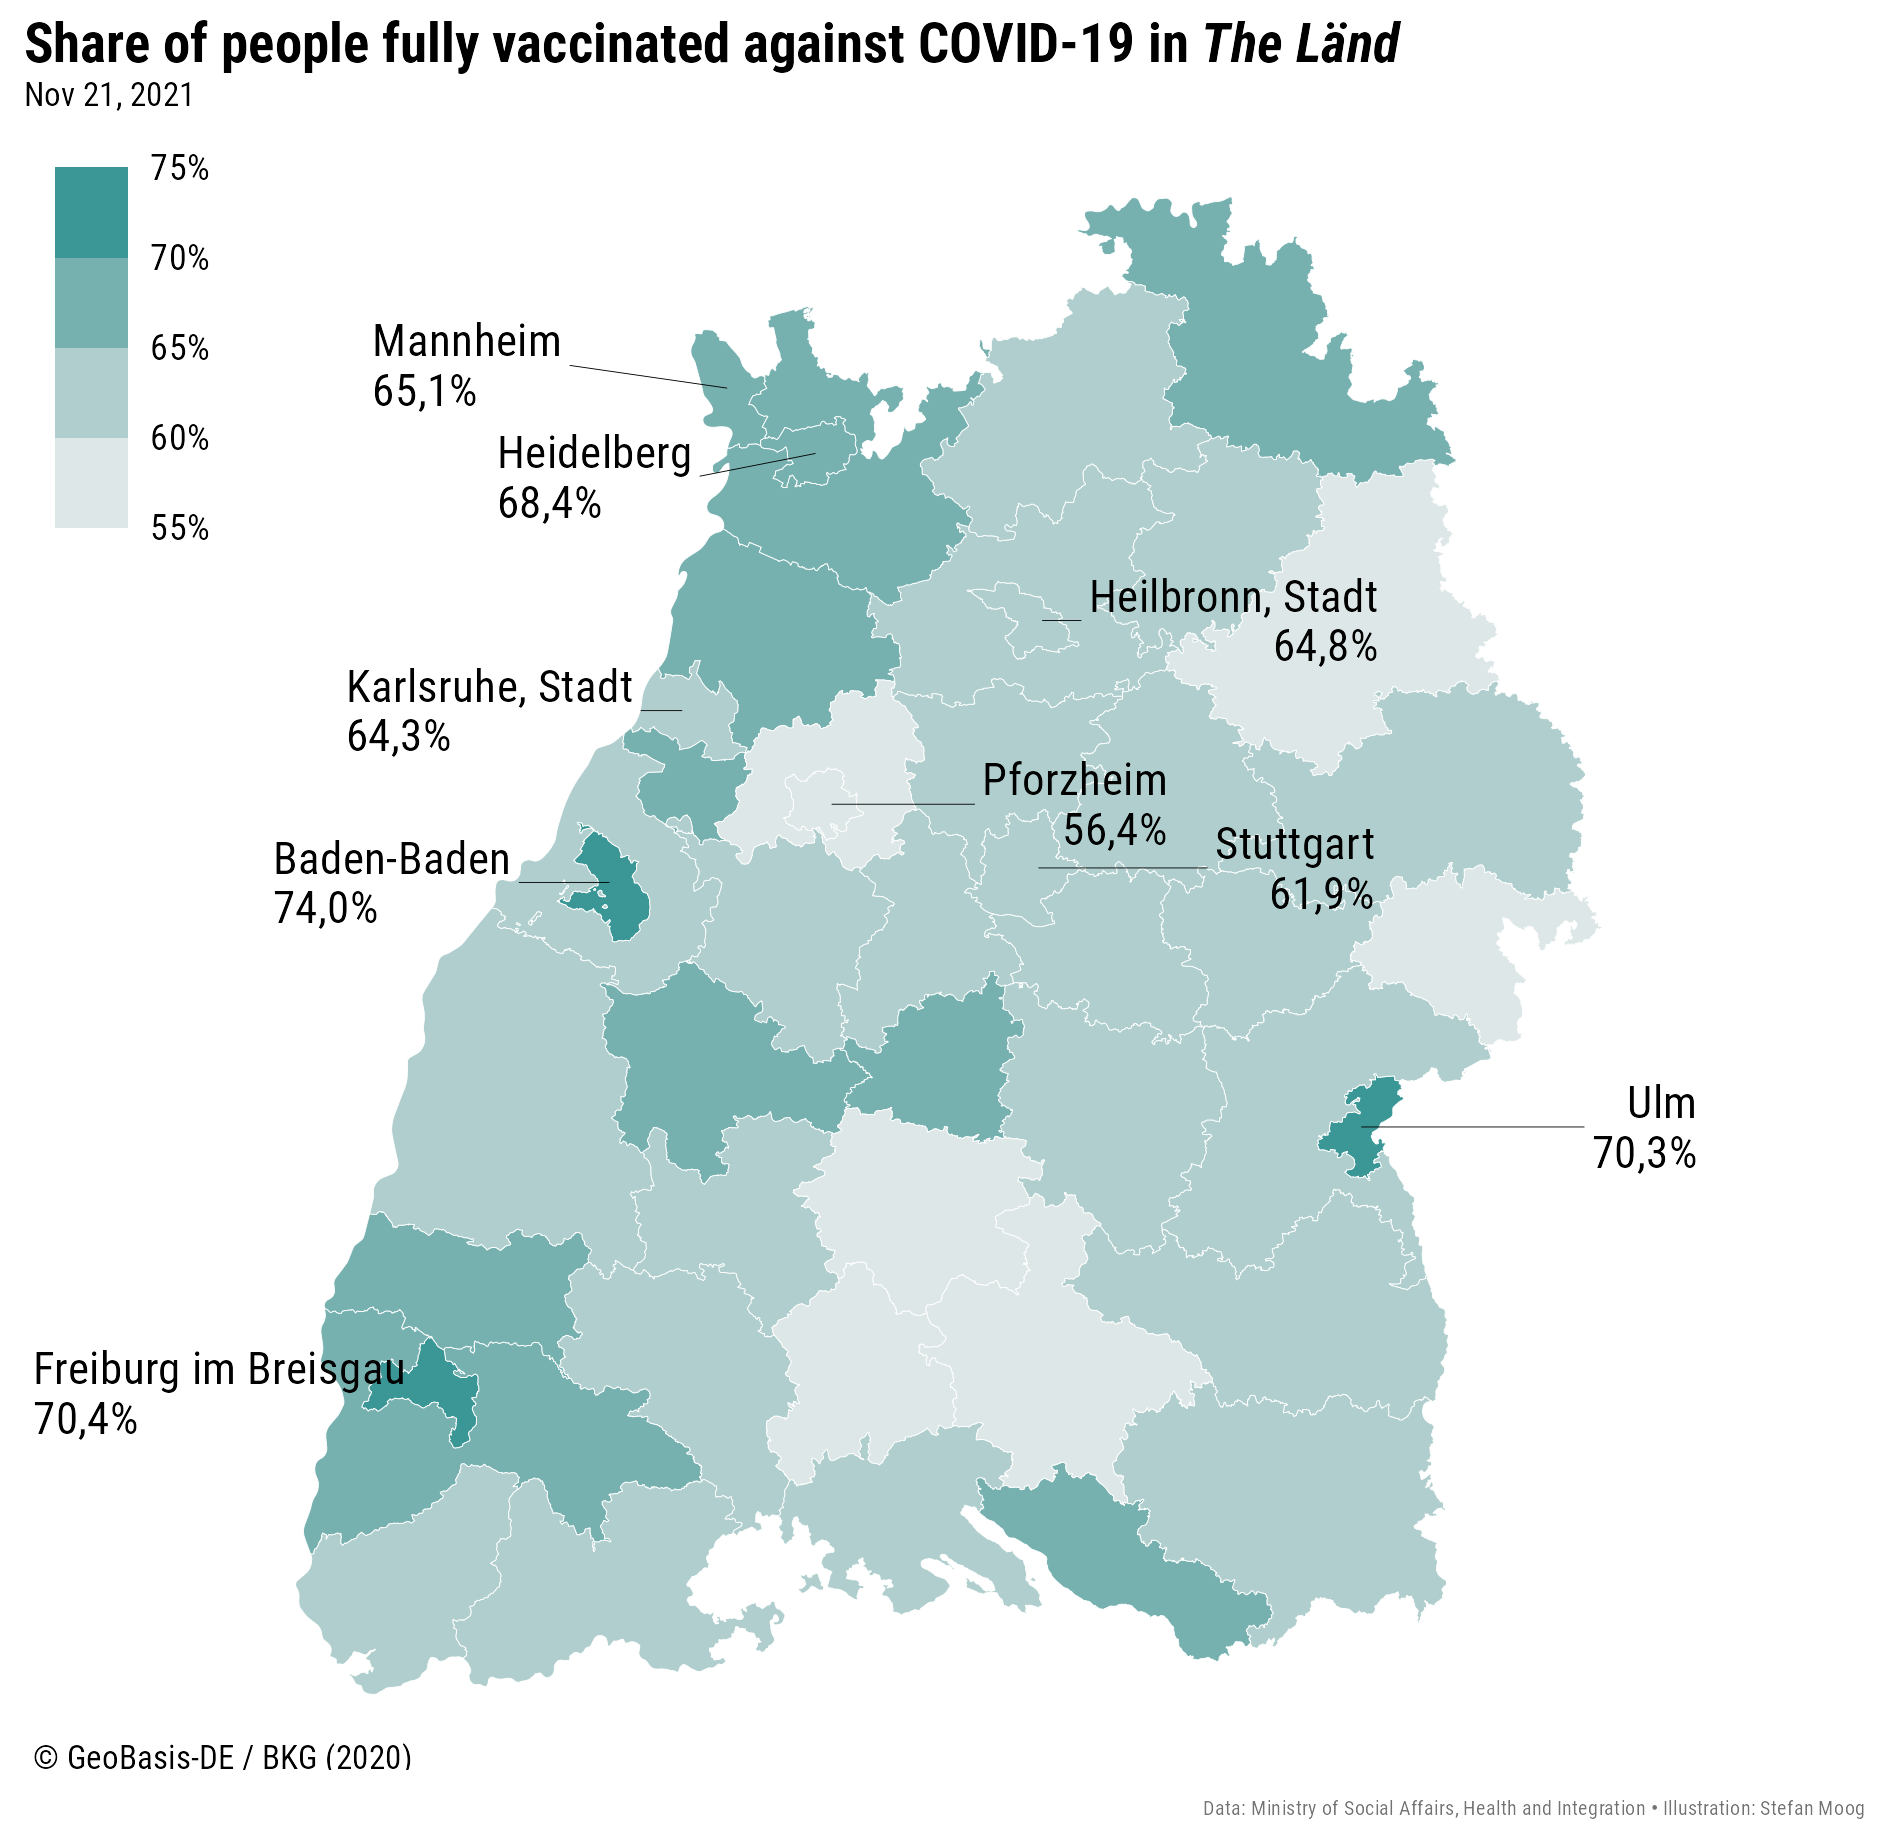 Share of people fully vaccinated against COVID-19 in The Länd
Nov 21, 2021
75%
70%
65%
60%
55%
Mannheim
65,1%
Heidelberg
68,4%
Heilbronn, Stadt
64,8%
Karlsruhe, Stadt
64,3%
Pforzheim
56,4%
Stuttgart
61,9%
Baden-Baden
74,0%
Ulm
70,3%
Freiburg im Breisgau
70,4%
© GeoBasis-DE / BKG (2020)
Data: Ministry of Social Affairs, Health and Integration • Illustration: Stefan Moog